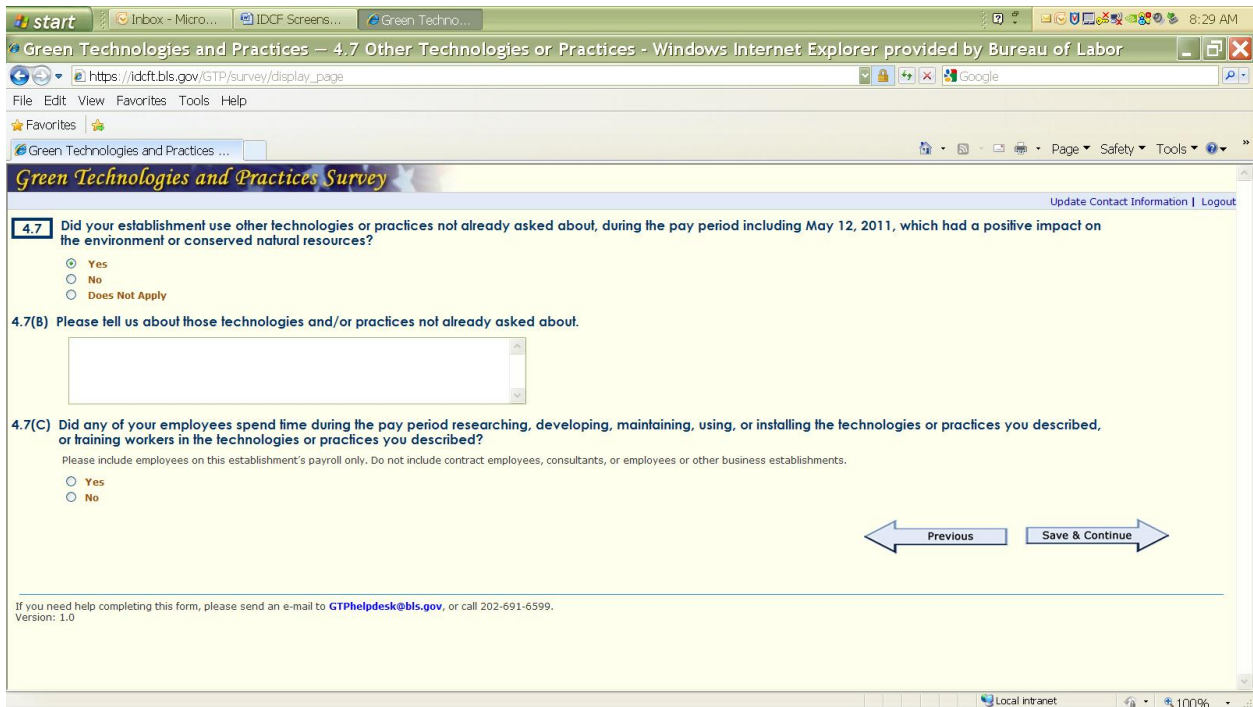 start
Inbox - Micro...
IDCF Screens...
Green Techno...
8:29 AM
Green Technologies and Practices — 4.7 Other Technologies or Practices - Windows Internet Explorer provided by Bureau of Labor
https://idcft.bls.gov/GTP/survey/display_page
Google
File Edit View Favorites Tools Help
Favorites
Green Technologies and Practices ...
Page Safety Tools
Green Technologies and Practices Survey
Update Contact Information | Logout
4.7 Did your establishment use other technologies or practices not already asked about, during the pay period including May 12, 2011, which had a positive impact on
the environment or conserved natural resources?
Yes
No
Does Not Apply
4.7(B) Please tell us about those technologies and/or practices not already asked about.
4.7(C) Did any of your employees spend time during the pay period researching, developing, maintaining, using, or installing the technologies or practices you described,
or training workers in the technologies or practices you described?
Please include employees on this establishment's payroll only. Do not include contract employees, consultants, or employees or other business establishments.
Yes
No
Previous
Save & Continue
If you need help completing this form, please send an e-mail to GTPhelpdesk@bls.gov, or call 202-691-6599.
Version: 1.0
Local intranet
100%